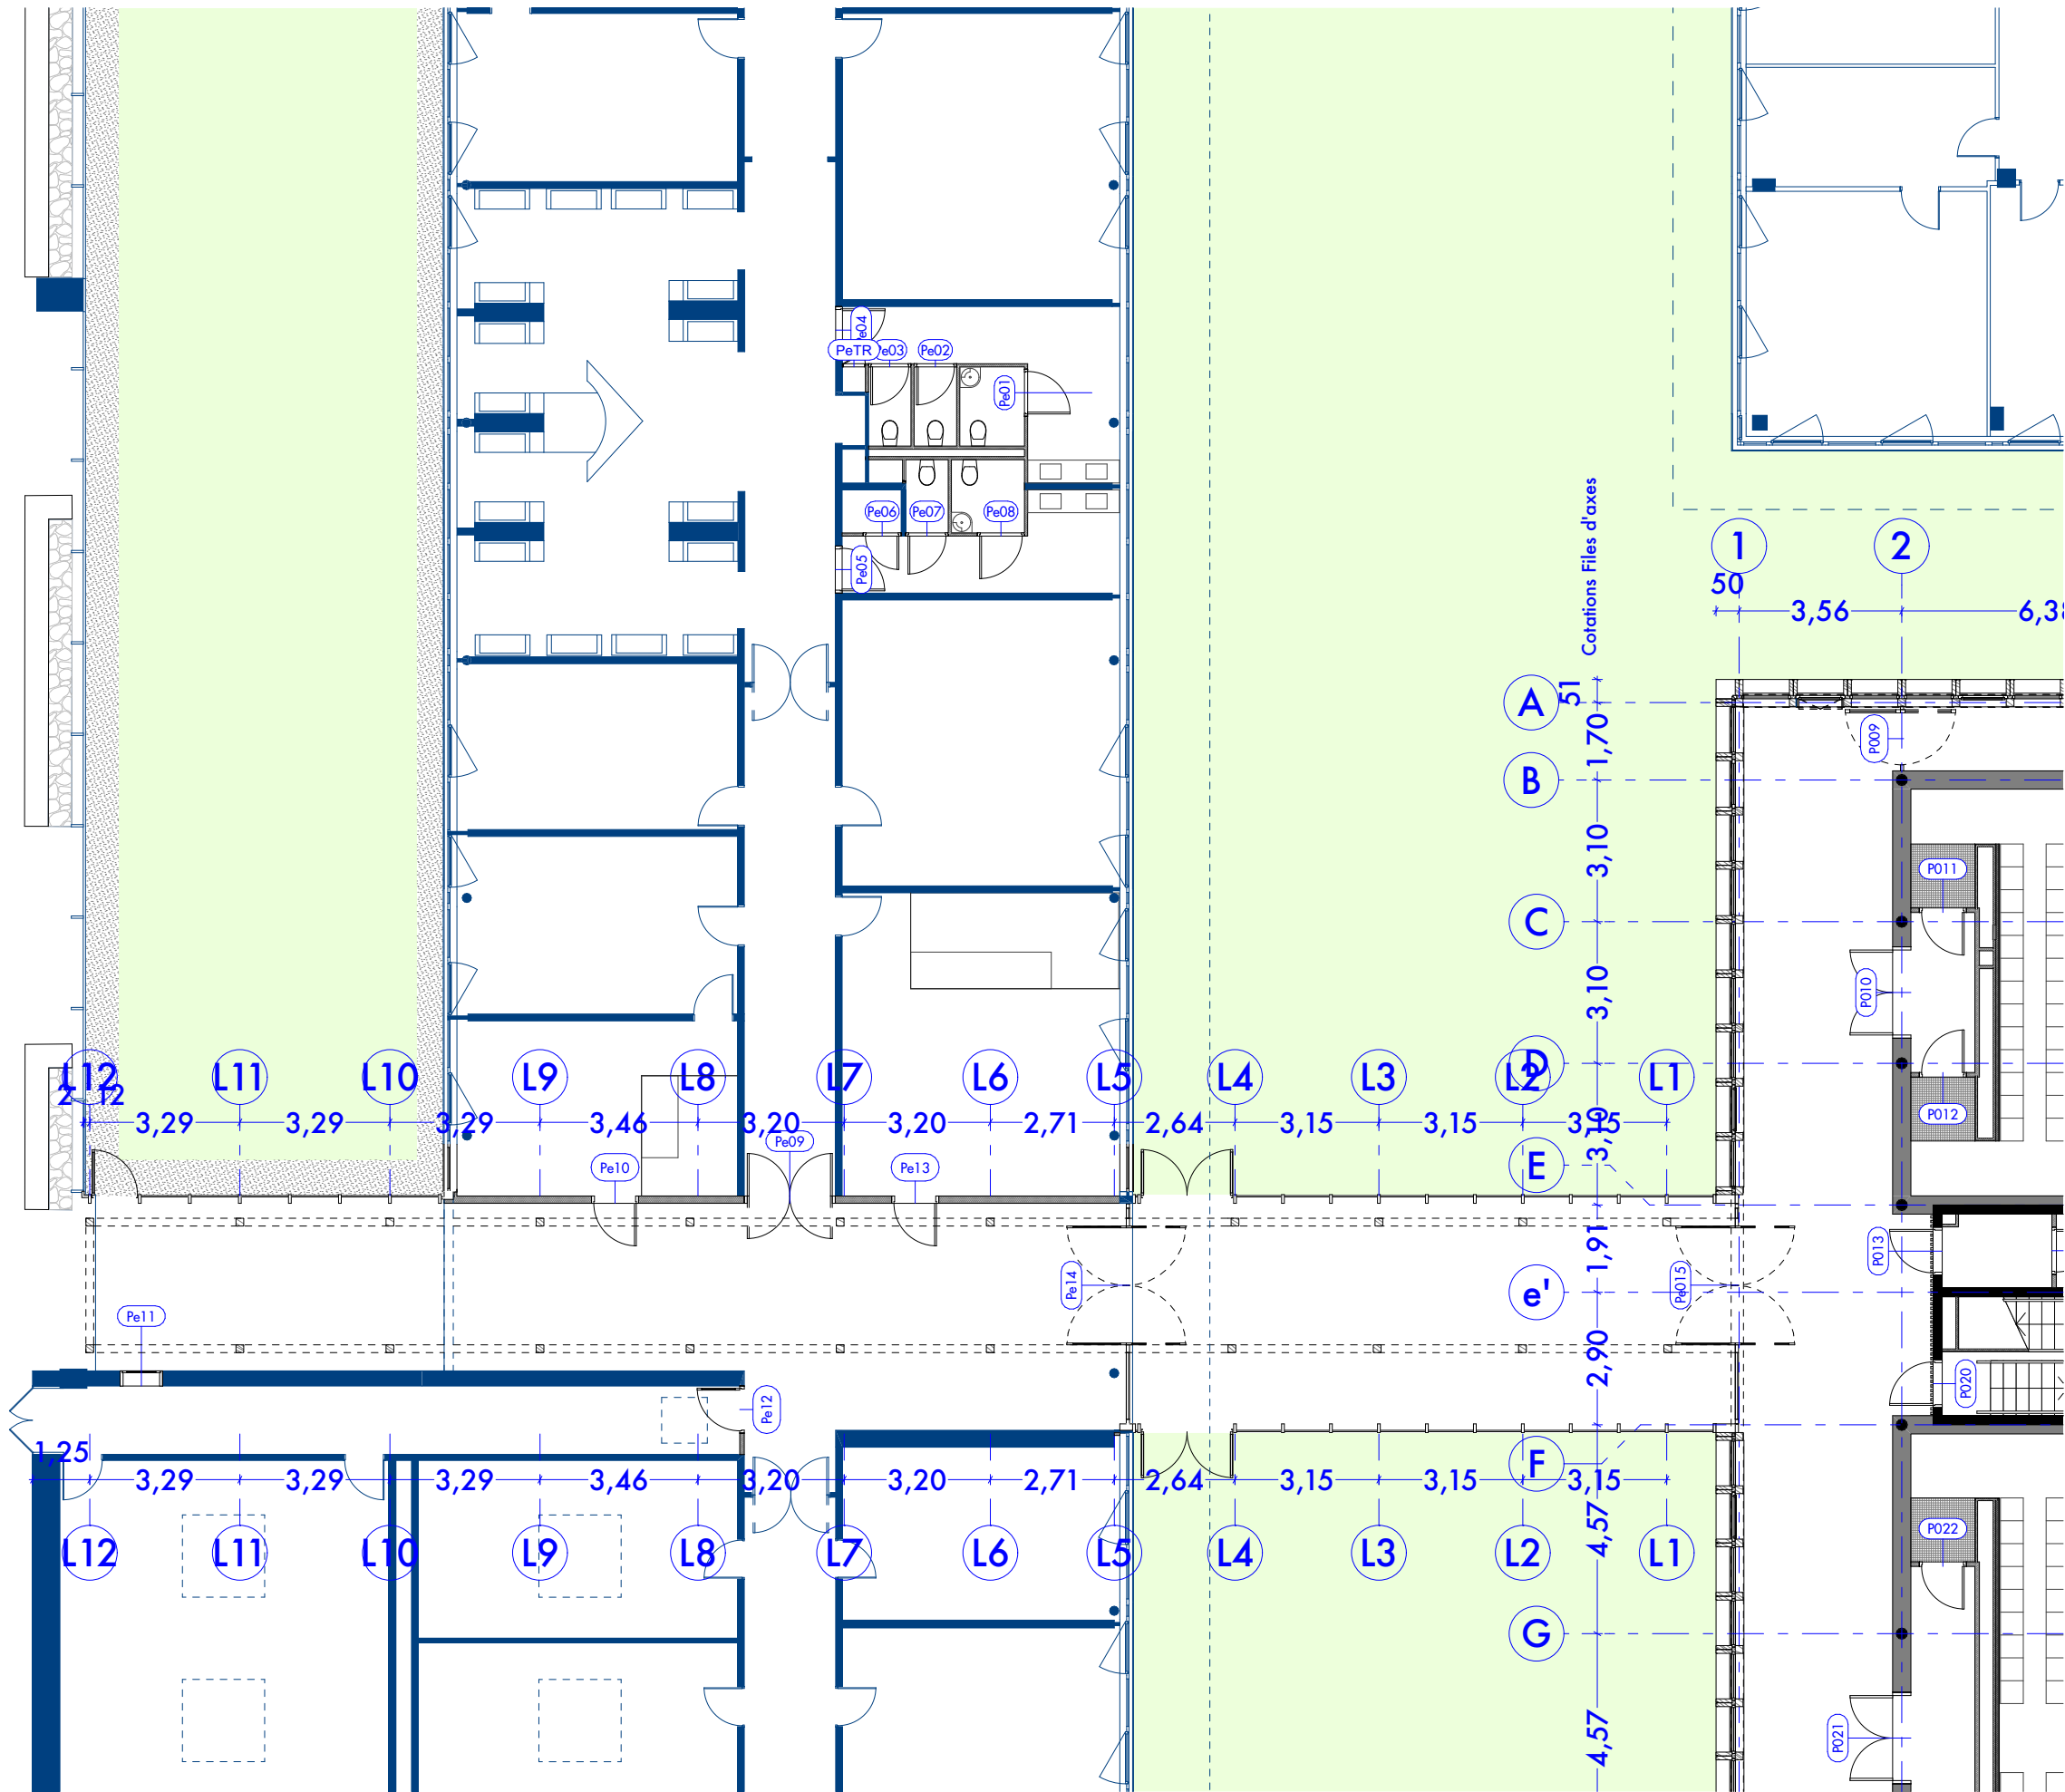 Pe04
PeTR
Pe03
Pe02
Pe01
Pe06
Pe07
Pe08
Pe05
Cotations Files d'axes
1
2
50
3,56
6,38
51
A
1,70
P009
B
3,10
P011
C
3,10
P010
D
L12
L11
L10
L9
L8
L7
L6
L5
L4
L3
L2
L1
2
12
3,29
3,29
3,29
3,46
3,20
3,20
2,71
2,64
3,15
3,15
3,15
3,10
P012
Pe09
Pe10
Pe13
E
1,91
P013
Pe14
Pe015
e'
Pe11
2,90
P020
Pe12
1,25
3,29
3,29
3,29
3,46
3,20
3,20
2,71
2,64
3,15
3,15
3,15
F
4,57
P022
L12
L11
L10
L9
L8
L7
L6
L5
L4
L3
L2
L1
G
4,57
P021